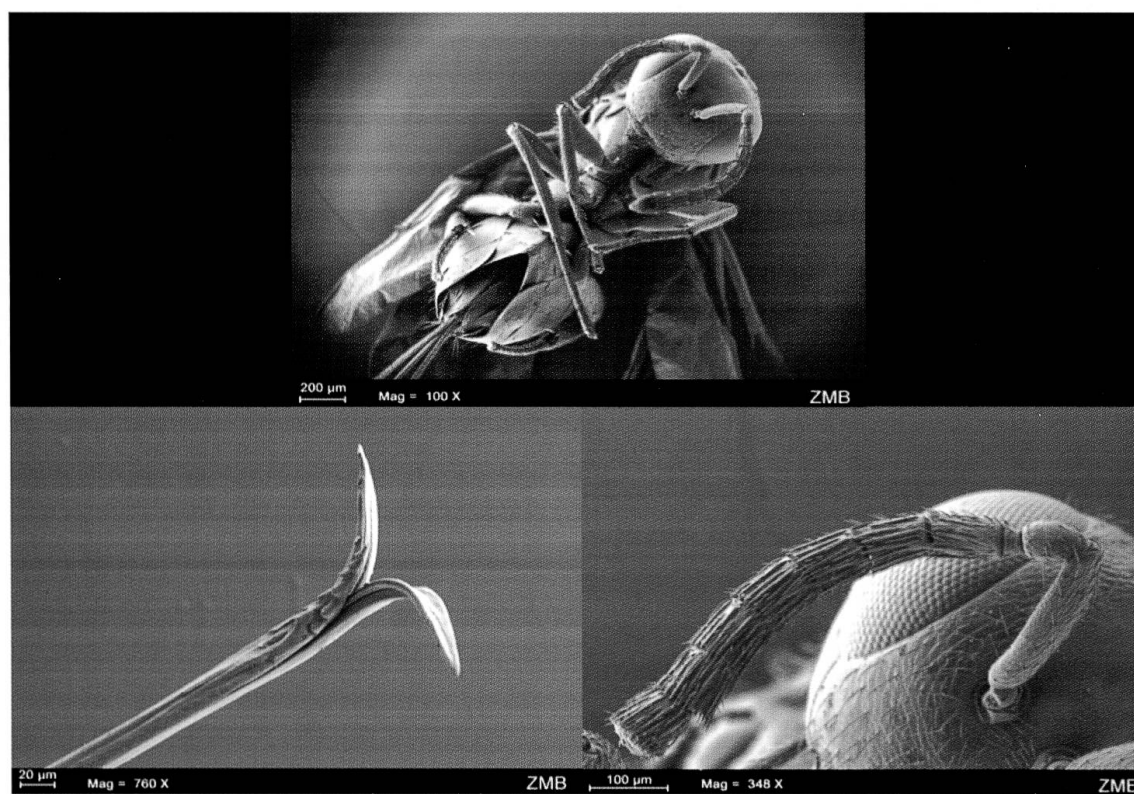 200 µm Mag = 100 X ZMB
20 µm Mag = 760 X ZMB
100 µm Mag = 348 X ZMB